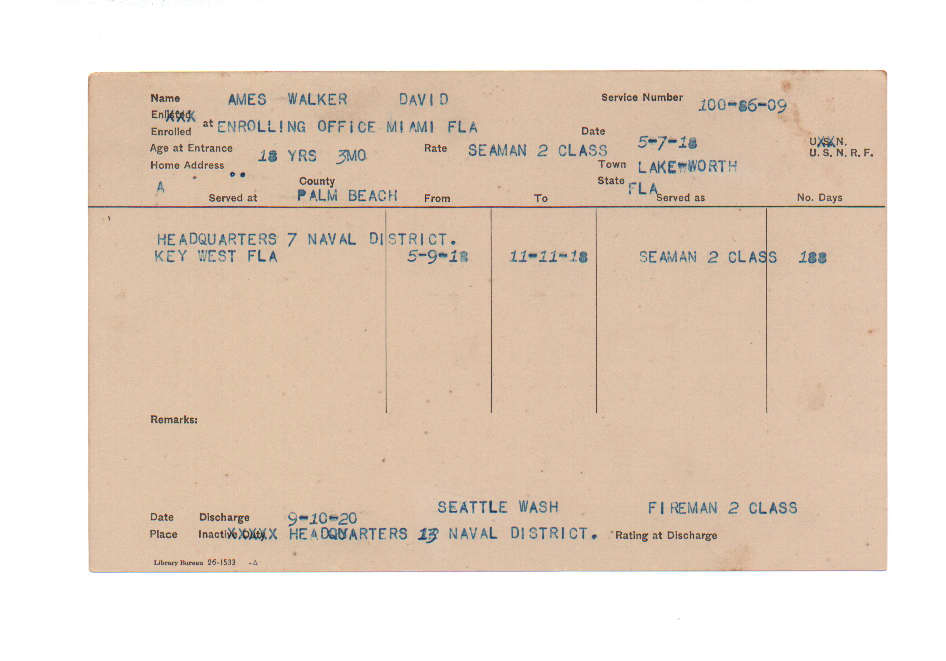 Name AMES WALKER DAVID Service Number 100-86-09
Enlisted XXX
Enrolled at ENROLLING OFFICE MIAMI FLA Date 5-7-18 U.S.N.
Age at Entrance 18 YRS 3MO Rate SEAMAN 2 CLASS U. S. N. R. F.
Home Address .. Town LAKE-WORTH
A County PALM BEACH State FLA
Served at From To Served as No. Days
HEADQUARTERS 7 NAVAL DISTRICT.
KEY WEST FLA 5-9-18 11-11-18 SEAMAN 2 CLASS 188
Remarks:
SEATTLE WASH FIREMAN 2 CLASS
Date Discharge 9-10-20
Place Inactive Duty XXXXX HEADQUARTERS 13 NAVAL DISTRICT. Rating at Discharge
Library Bureau 26-1533 -A